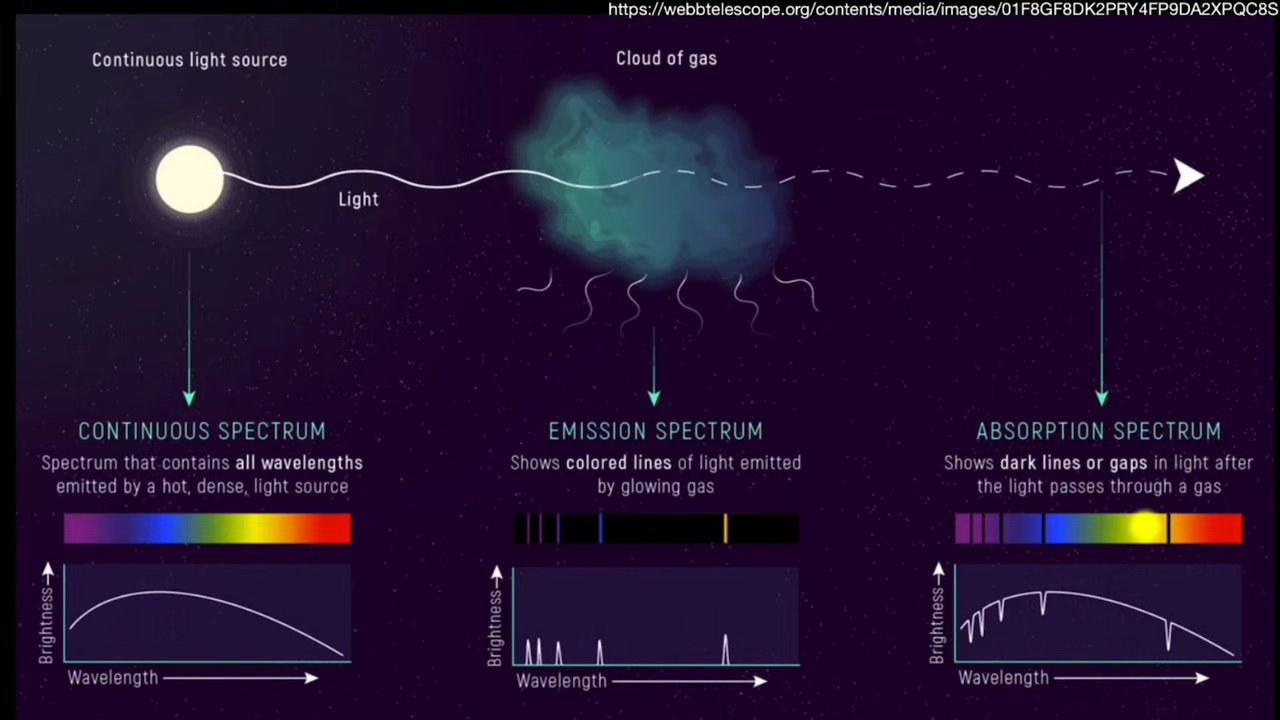 https://webbtelescope.org/contents/media/images/01F8GF8DK2PRY4FP9DA2XPQC8S
Continuous light source
Cloud of gas
Light
CONTINUOUS SPECTRUM
Spectrum that contains all wavelengths
emitted by a hot, dense, light source
Brightness
Wavelength
EMISSION SPECTRUM
Shows colored lines of light emitted
by glowing gas
Brightness
Wavelength
ABSORPTION SPECTRUM
Shows dark lines or gaps in light after
the light passes through a gas
Brightness
Wavelength